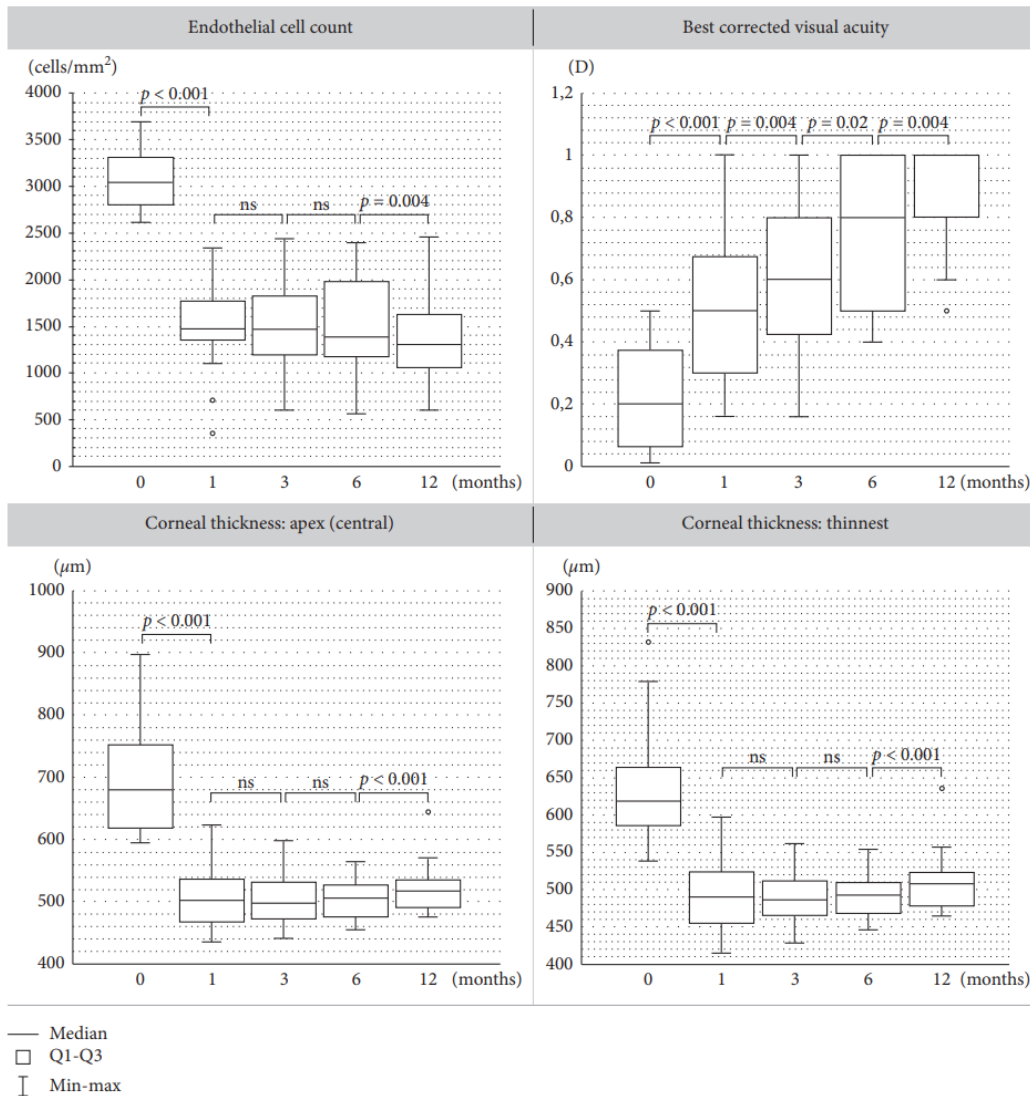 Endothelial cell count
Best corrected visual acuity
(cells/mm²)
4000
3500
3000
2500
2000
1500
1000
500
0
p < 0.001
ns
ns
p = 0.004
0 1 3 6 12 (months)
(D)
1,2
1
0,8
0,6
0,4
0,2
0
p < 0.001 p = 0.004 p = 0.02 p = 0.004
0 1 3 6 12 (months)
Corneal thickness: apex (central)
Corneal thickness: thinnest
(μm)
1000
900
800
700
600
500
400
p < 0.001
ns
ns
p < 0.001
0 1 3 6 12 (months)
(μm)
900
850
800
750
700
650
600
550
500
450
400
p < 0.001
ns
ns
p < 0.001
0 1 3 6 12 (months)
Median
Q1-Q3
Min-max